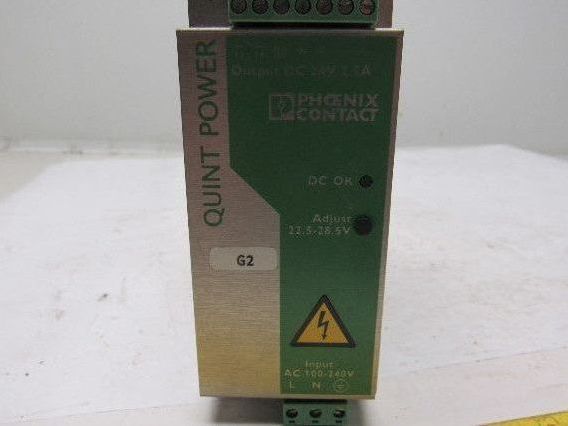 Output DC 24V 2.5A
PHŒNIX
CONTACT
QUINT POWER
DC OK
Adjust
22.5-28.5V
G2
Input
AC 100-240V
L N